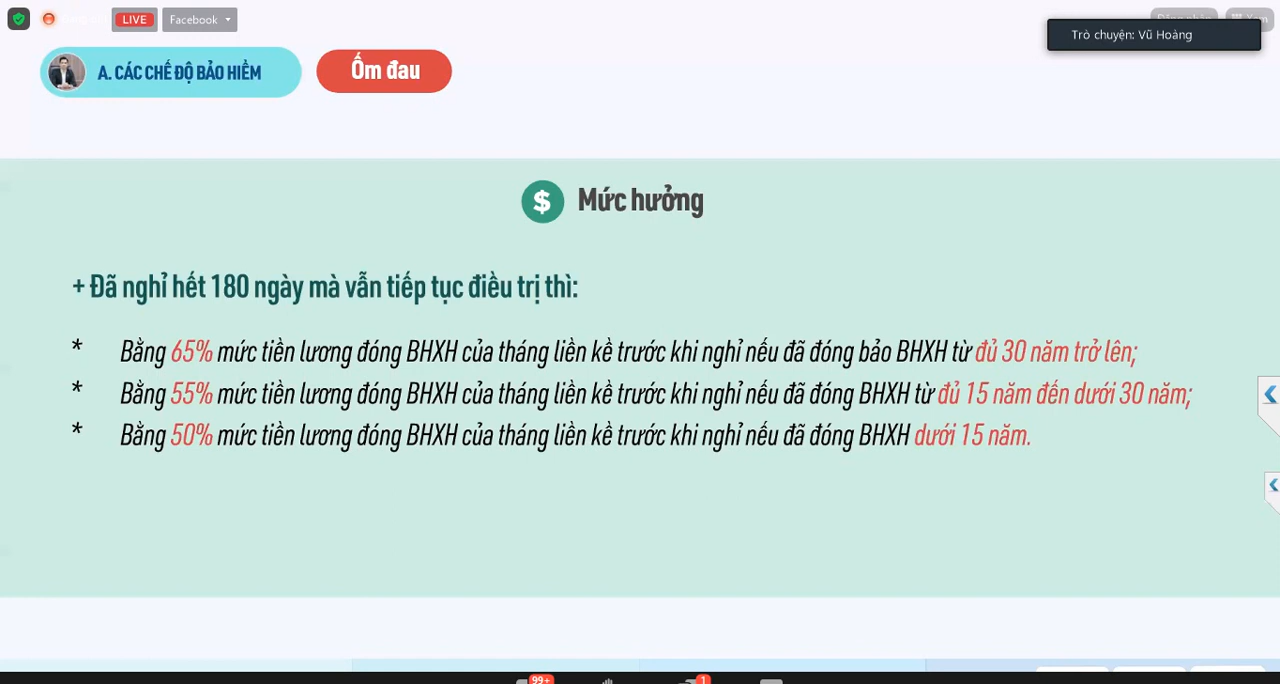 LIVE
Facebook
Trò chuyện: Vũ Hoàng
A. CÁC CHẾ ĐỘ BẢO HIỂM
Ốm đau
$ Mức hưởng
+ Đã nghỉ hết 180 ngày mà vẫn tiếp tục điều trị thì:
* Bằng 65% mức tiền lương đóng BHXH của tháng liền kề trước khi nghỉ nếu đã đóng bảo BHXH từ đủ 30 năm trở lên;
* Bằng 55% mức tiền lương đóng BHXH của tháng liền kề trước khi nghỉ nếu đã đóng BHXH từ đủ 15 năm đến dưới 30 năm;
* Bằng 50% mức tiền lương đóng BHXH của tháng liền kề trước khi nghỉ nếu đã đóng BHXH dưới 15 năm.
99+
1